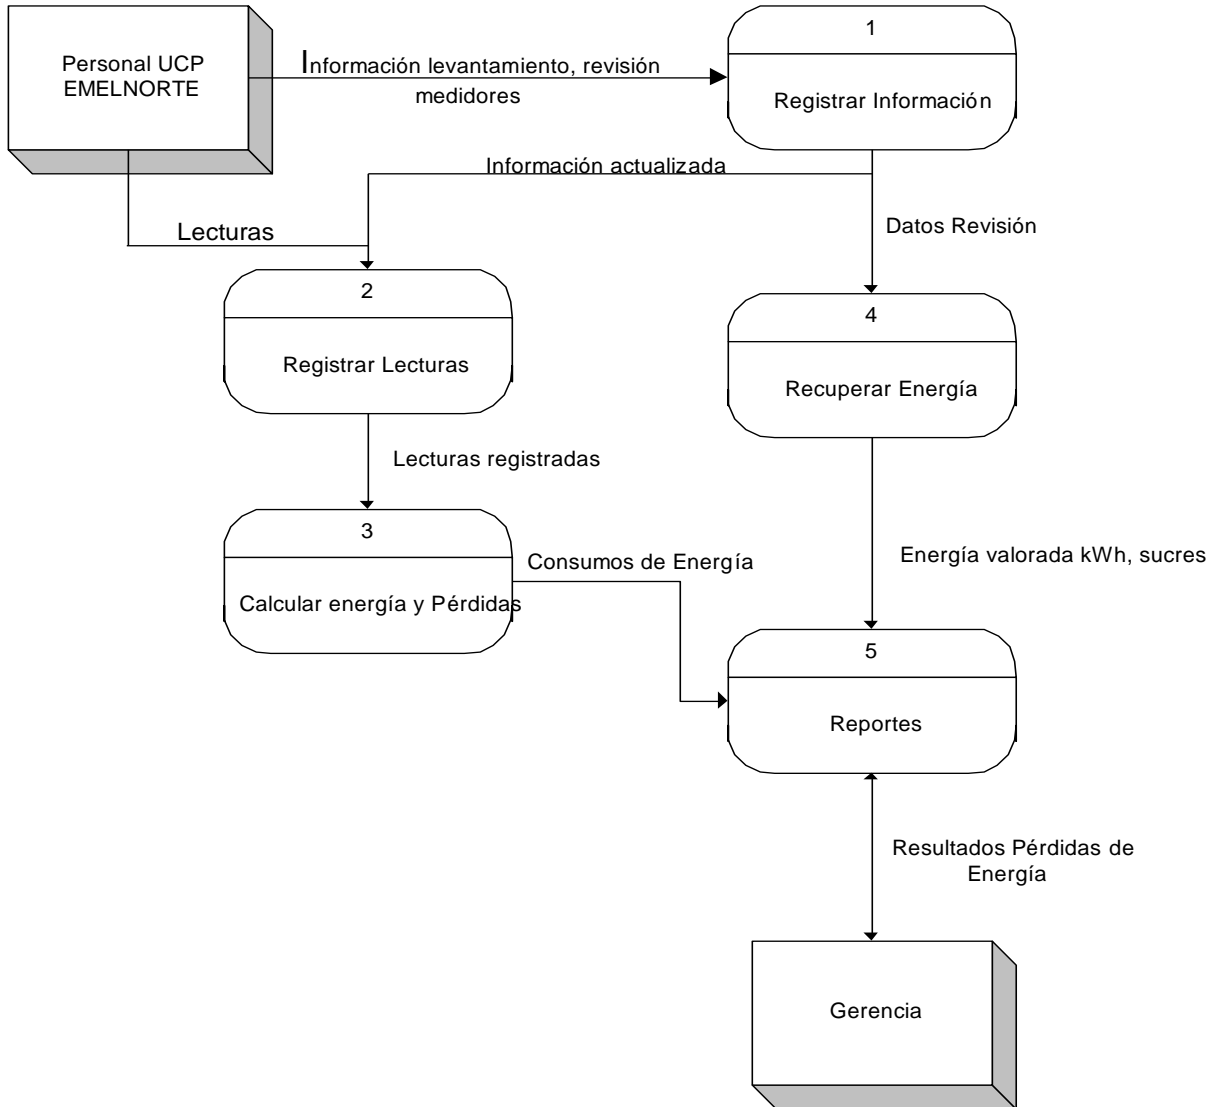 1
Personal UCP
EMELNORTE
Información levantamiento, revisión
medidores
Registrar Información
Información actualizada
Lecturas
Datos Revisión
2
Registrar Lecturas
4
Recuperar Energía
Lecturas registradas
3
Calcular energía y Pérdidas
Consumos de Energía
Energía valorada kWh, sucres
5
Reportes
Resultados Pérdidas de
Energía
Gerencia